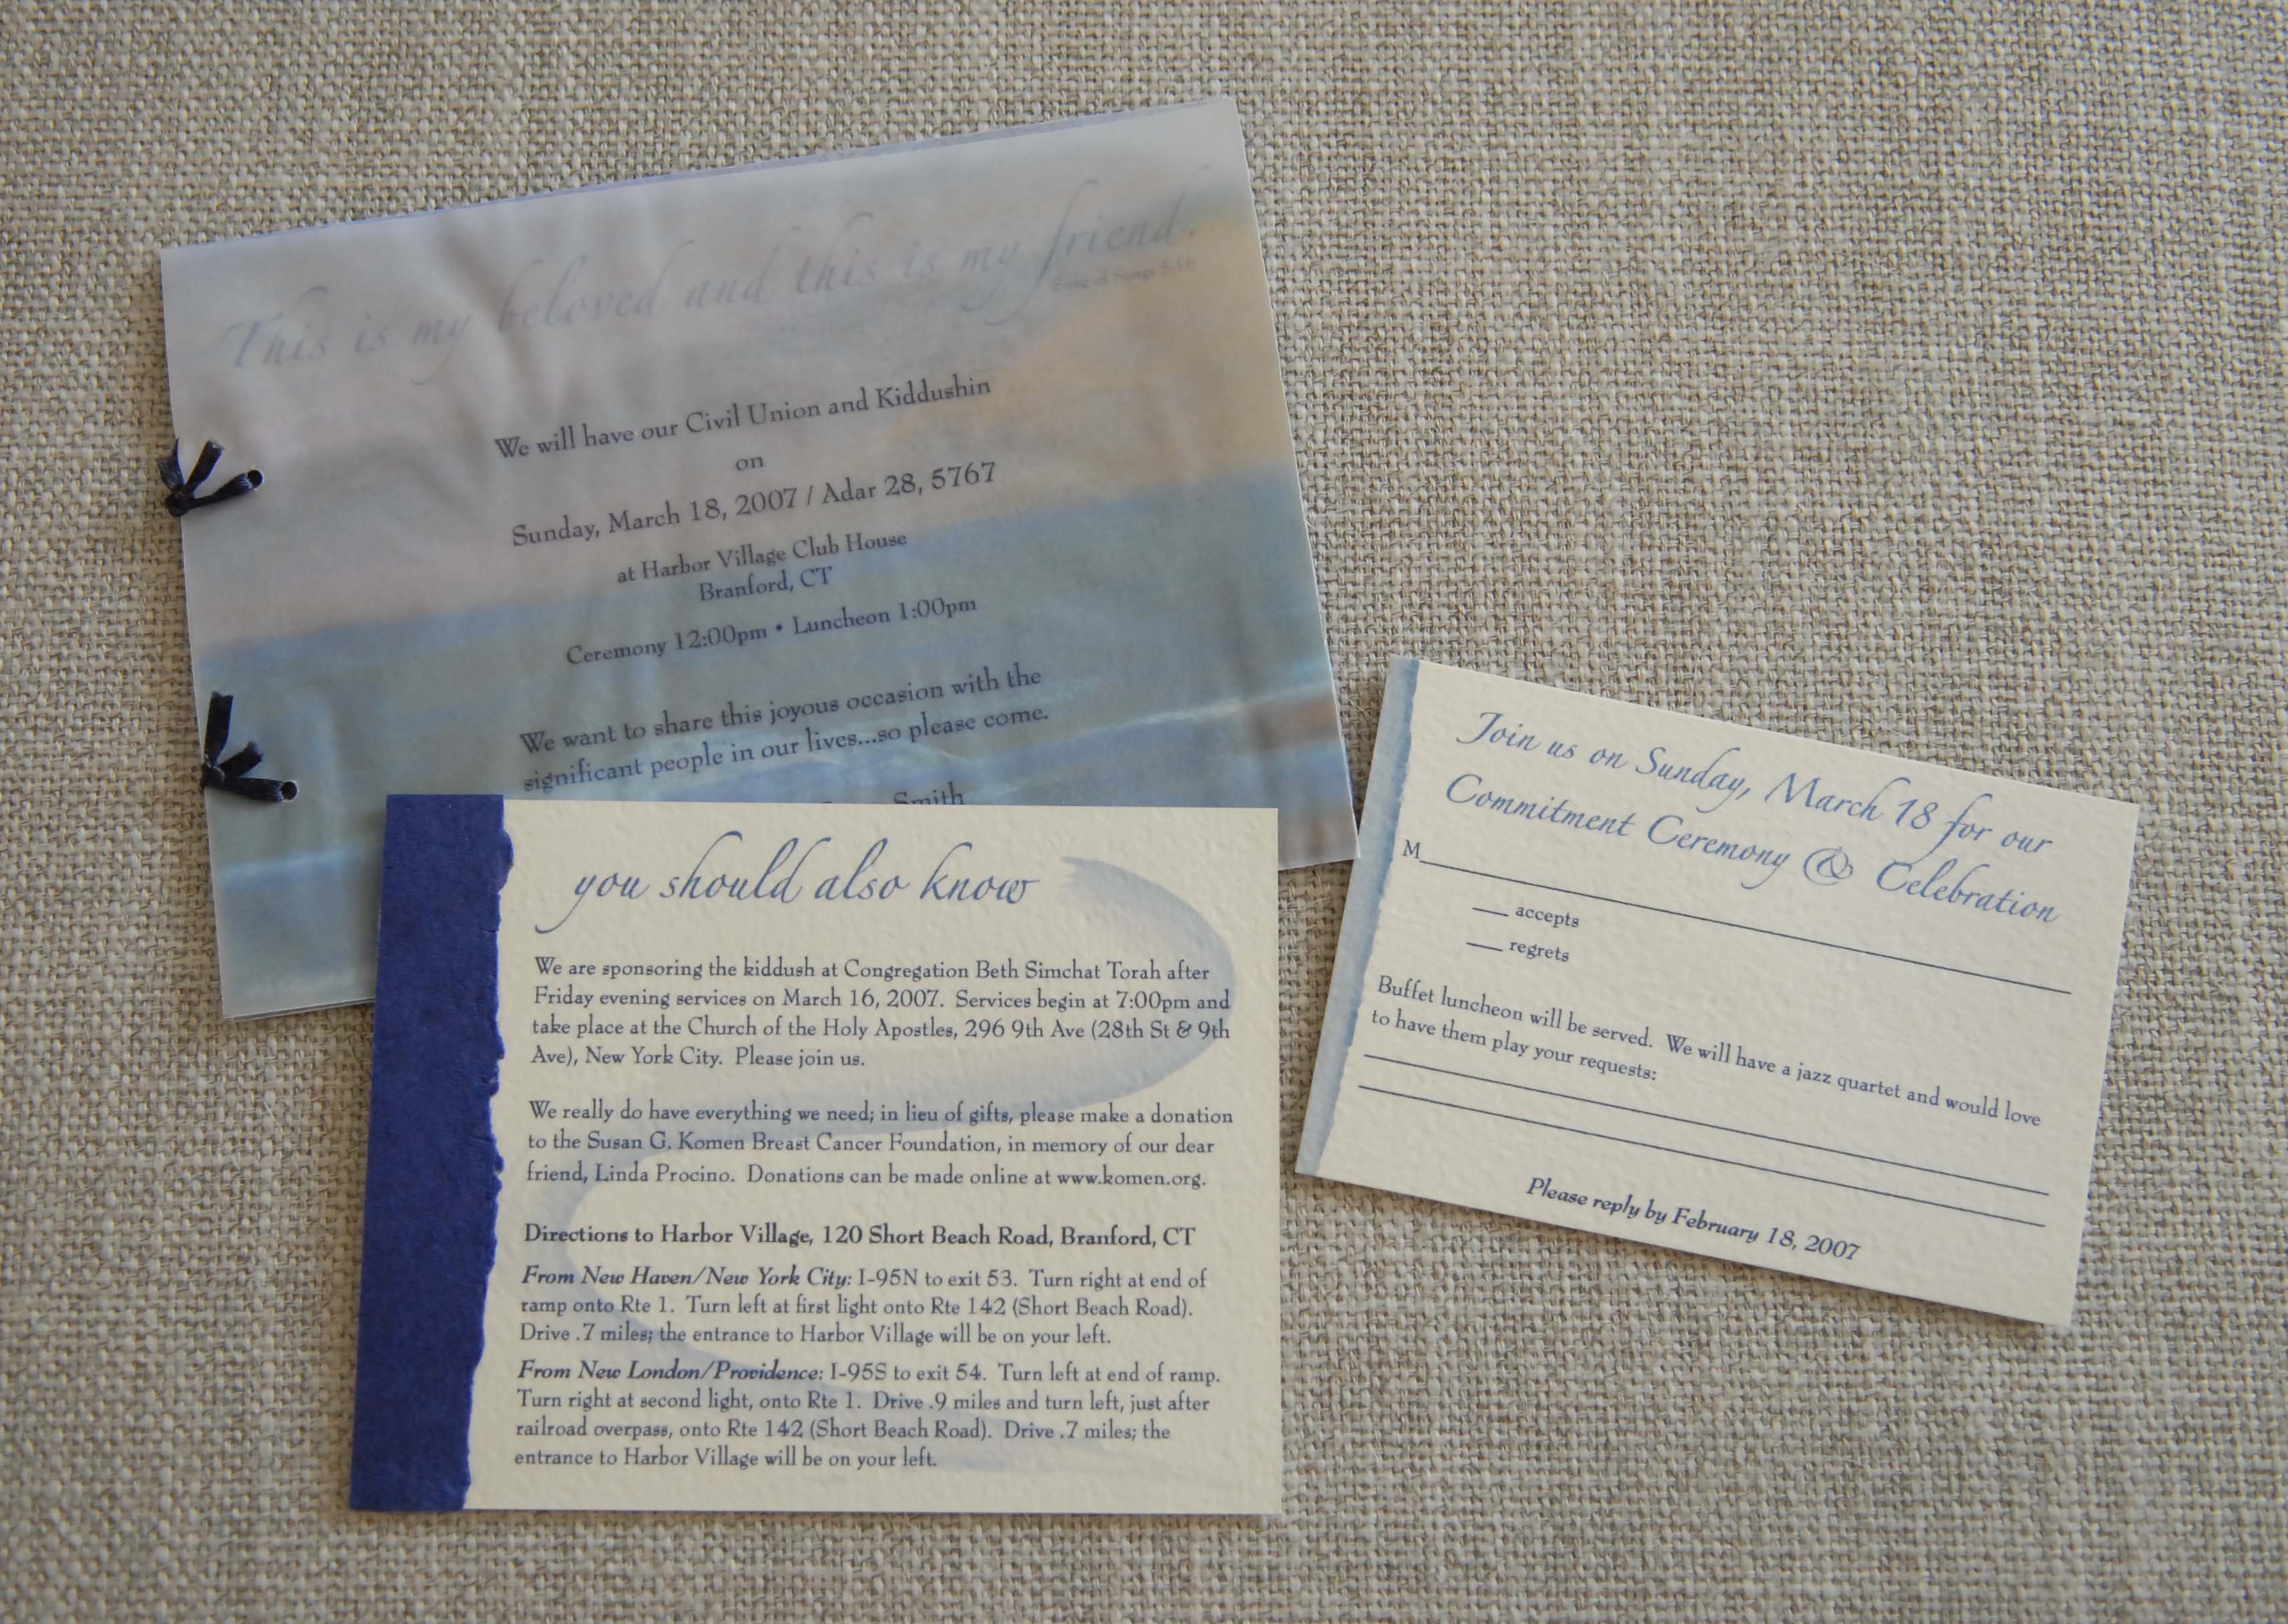 This is my beloved and this is my friend.
Song of Songs 5:16
We will have our Civil Union and Kiddushin
on
Sunday, March 18, 2007 / Adar 28, 5767
at Harbor Village Club House
Branford, CT
Ceremony 12:00pm • Luncheon 1:00pm
We want to share this joyous occasion with the
significant people in our lives...so please come.
Smith
you should also know
We are sponsoring the kiddush at Congregation Beth Simchat Torah after
Friday evening services on March 16, 2007. Services begin at 7:00pm and
take place at the Church of the Holy Apostles, 296 9th Ave (28th St & 9th
Ave), New York City. Please join us.
We really do have everything we need; in lieu of gifts, please make a donation
to the Susan G. Komen Breast Cancer Foundation, in memory of our dear
friend, Linda Procino. Donations can be made online at www.komen.org.
Directions to Harbor Village, 120 Short Beach Road, Branford, CT
From New Haven/New York City: I-95N to exit 53. Turn right at end of
ramp onto Rte 1. Turn left at first light onto Rte 142 (Short Beach Road).
Drive .7 miles; the entrance to Harbor Village will be on your left.
From New London/Providence: I-95S to exit 54. Turn left at end of ramp.
Turn right at second light, onto Rte 1. Drive .9 miles and turn left, just after
railroad overpass, onto Rte 142 (Short Beach Road). Drive .7 miles; the
entrance to Harbor Village will be on your left.
Join us on Sunday, March 18 for our
Commitment Ceremony & Celebration
M
accepts
regrets
Buffet luncheon will be served. We will have a jazz quartet and would love
to have them play your requests:
Please reply by February 18, 2007